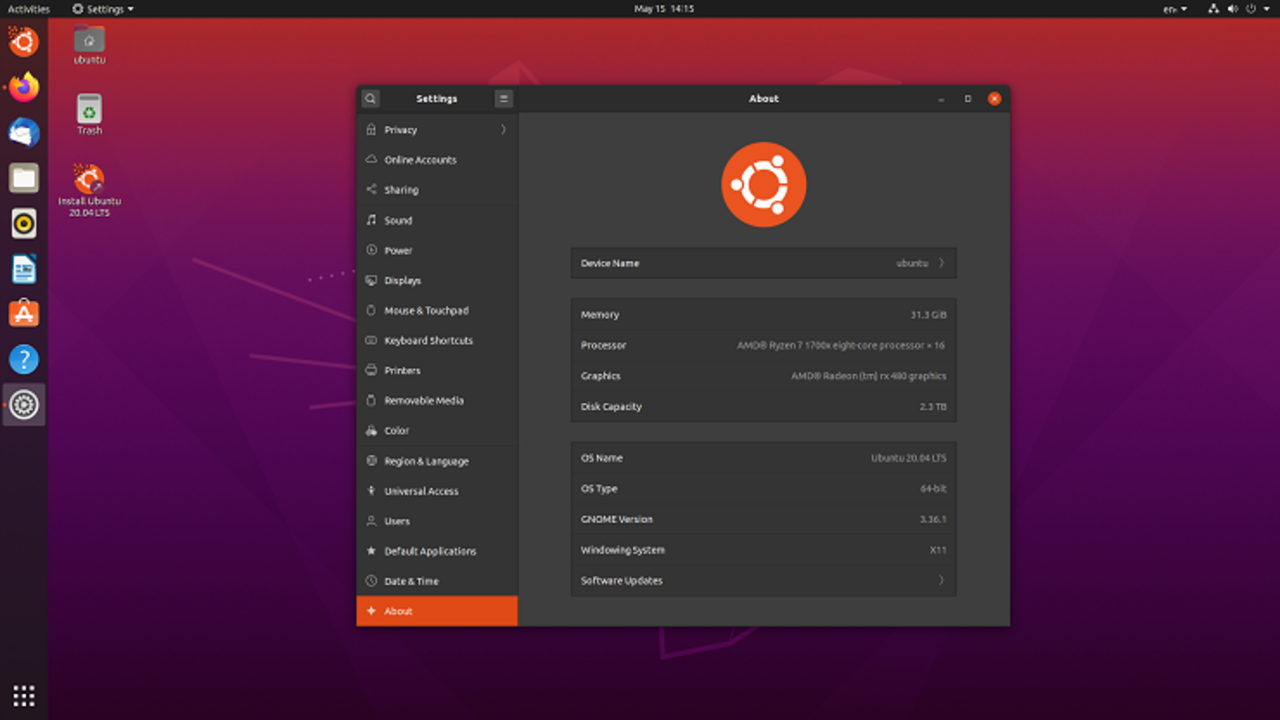 Activities
Settings
May 15 14:15
en
ubuntu
Trash
Install Ubuntu
20.04 LTS
Settings
About
Privacy
Online Accounts
Sharing
Sound
Power
Displays
Mouse & Touchpad
Keyboard Shortcuts
Printers
Removable Media
Color
Region & Language
Universal Access
Users
Default Applications
Date & Time
About
Device Name ubuntu
Memory 31.3 GiB
Processor AMD® Ryzen 7 1700x eight-core processor × 16
Graphics AMD® Radeon (tm) rx 480 graphics
Disk Capacity 2.3 TB
OS Name Ubuntu 20.04 LTS
OS Type 64-bit
GNOME Version 3.36.1
Windowing System X11
Software Updates